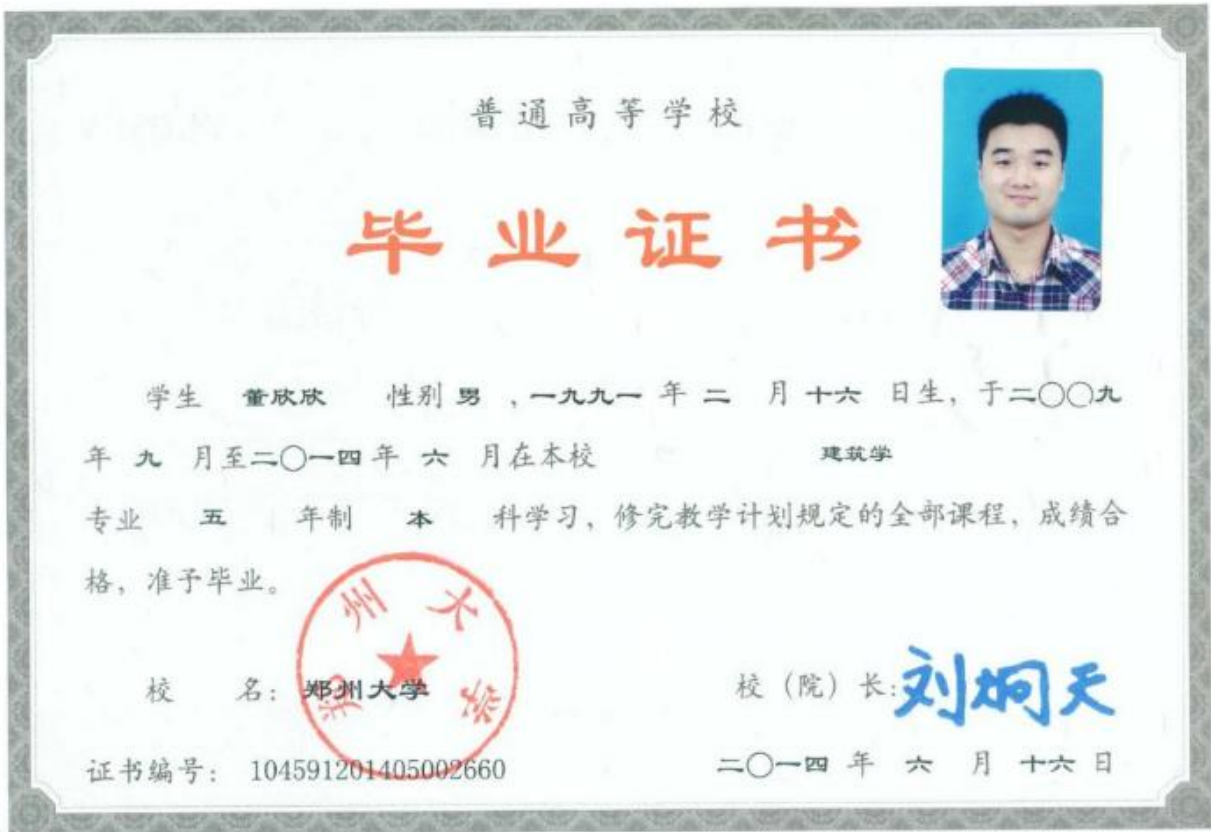 普通高等学校
毕业证书
学生 董欣欣 性别 男 ,一九九一 年 二 月 十六 日生，于二〇〇九
年 九 月至二〇一四 年 六 月在本校 建筑学
专业 五 年制 本 科学习，修完教学计划规定的全部课程，成绩合
格，准予毕业。
郑州大学
校 名：郑州大学 校（院）长:刘炯天
证书编号： 104591201405002660 二〇一四 年 六 月 十六 日